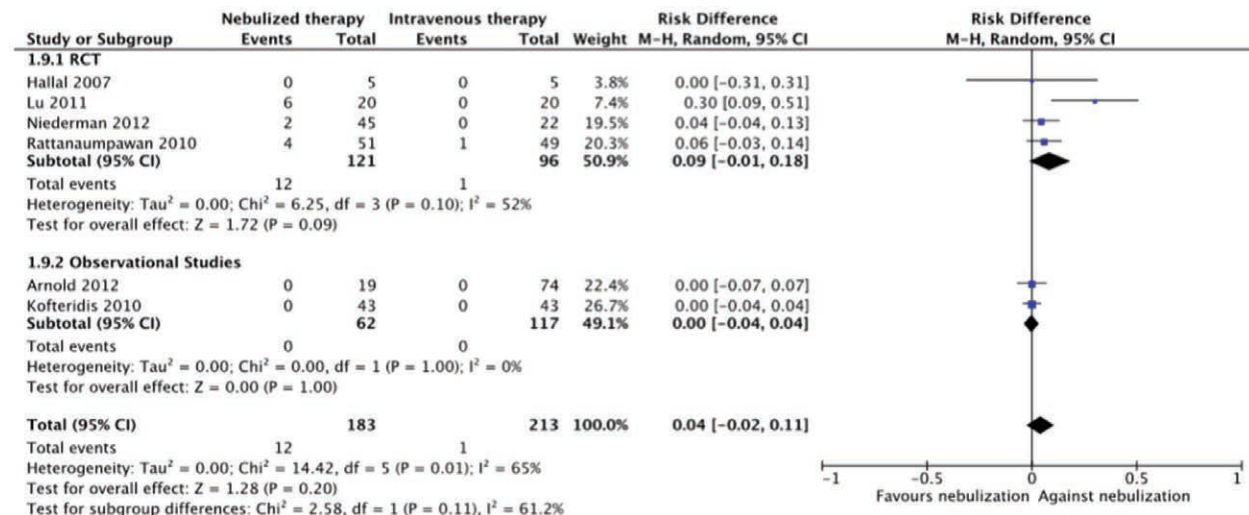 Nebulized therapy Intravenous therapy Risk Difference Risk Difference
Study or Subgroup Events Total Events Total Weight M-H, Random, 95% CI M-H, Random, 95% CI
1.9.1 RCT
Hallal 2007 0 5 0 5 3.8% 0.00 [-0.31, 0.31]
Lu 2011 6 20 0 20 7.4% 0.30 [0.09, 0.51]
Niederman 2012 2 45 0 22 19.5% 0.04 [-0.04, 0.13]
Rattanaumpawan 2010 4 51 1 49 20.3% 0.06 [-0.03, 0.14]
Subtotal (95% CI) 121 96 50.9% 0.09 [-0.01, 0.18]
Total events 12 1
Heterogeneity: Tau² = 0.00; Chi² = 6.25, df = 3 (P = 0.10); I² = 52%
Test for overall effect: Z = 1.72 (P = 0.09)
1.9.2 Observational Studies
Arnold 2012 0 19 0 74 22.4% 0.00 [-0.07, 0.07]
Kofteridis 2010 0 43 0 43 26.7% 0.00 [-0.04, 0.04]
Subtotal (95% CI) 62 117 49.1% 0.00 [-0.04, 0.04]
Total events 0 0
Heterogeneity: Tau² = 0.00; Chi² = 0.00, df = 1 (P = 1.00); I² = 0%
Test for overall effect: Z = 0.00 (P = 1.00)
Total (95% CI) 183 213 100.0% 0.04 [-0.02, 0.11]
Total events 12 1
Heterogeneity: Tau² = 0.00; Chi² = 14.42, df = 5 (P = 0.01); I² = 65%
Test for overall effect: Z = 1.28 (P = 0.20)
Test for subgroup differences: Chi² = 2.58, df = 1 (P = 0.11), I² = 61.2%
-1 -0.5 0 0.5 1
Favours nebulization Against nebulization